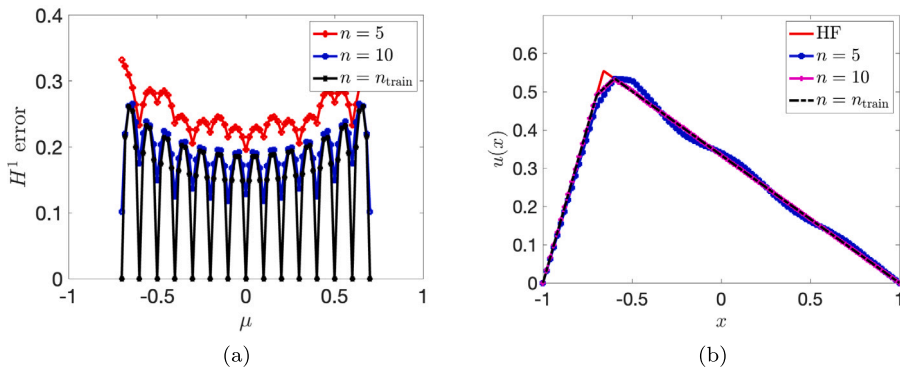 0.4
0.3
0.2
0.1
0
-1
-0.5
0
0.5
1
H¹ error
μ
n = 5
n = 10
n = n_train
(a)
0.6
0.5
0.4
0.3
0.2
0.1
0
-1
-0.5
0
0.5
1
u(x)
x
HF
n = 5
n = 10
n = n_train
(b)